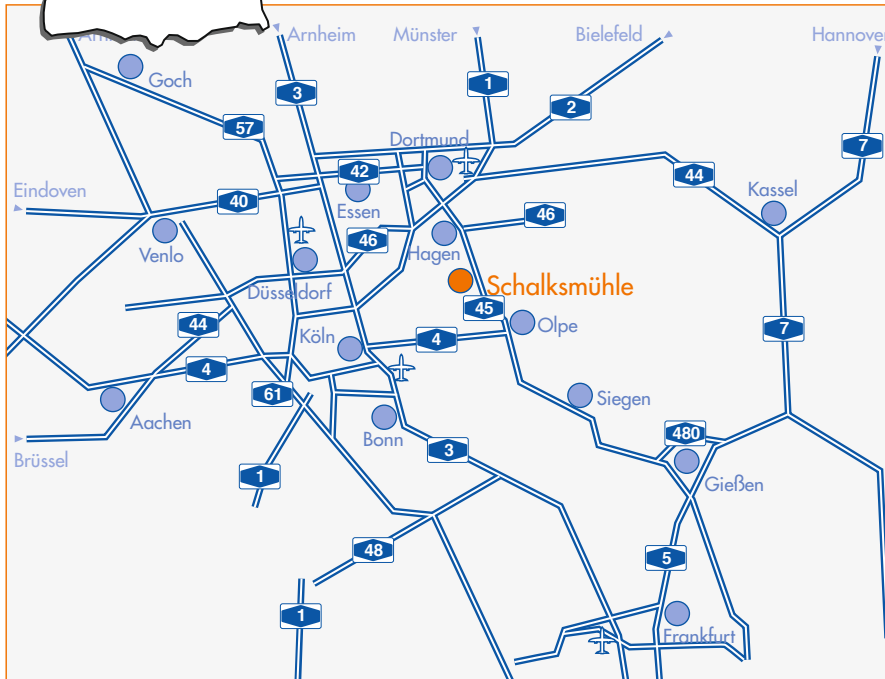 Arnheim
Münster
Bielefeld
Hannover
Goch
3
1
2
57
Dortmund
7
42
44
Kassel
Eindoven
40
Essen
46
46
Hagen
Venlo
Düsseldorf
Schalksmühle
45
44
Köln
4
Olpe
7
4
61
Siegen
Aachen
Bonn
480
3
Brüssel
1
Gießen
48
5
1
Frankfurt